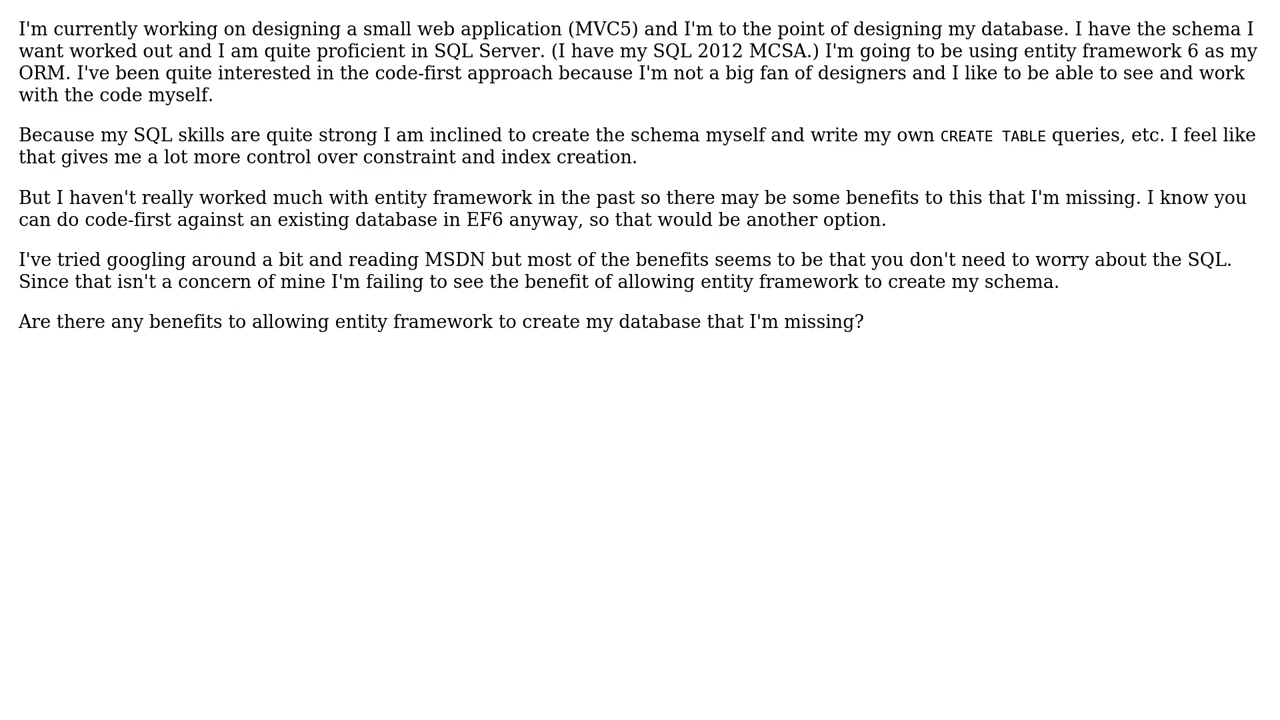 I'm currently working on designing a small web application (MVC5) and I'm to the point of designing my database. I have the schema I
want worked out and I am quite proficient in SQL Server. (I have my SQL 2012 MCSA.) I'm going to be using entity framework 6 as my
ORM. I've been quite interested in the code-first approach because I'm not a big fan of designers and I like to be able to see and work
with the code myself.
Because my SQL skills are quite strong I am inclined to create the schema myself and write my own CREATE TABLE queries, etc. I feel like
that gives me a lot more control over constraint and index creation.
But I haven't really worked much with entity framework in the past so there may be some benefits to this that I'm missing. I know you
can do code-first against an existing database in EF6 anyway, so that would be another option.
I've tried googling around a bit and reading MSDN but most of the benefits seems to be that you don't need to worry about the SQL.
Since that isn't a concern of mine I'm failing to see the benefit of allowing entity framework to create my schema.
Are there any benefits to allowing entity framework to create my database that I'm missing?